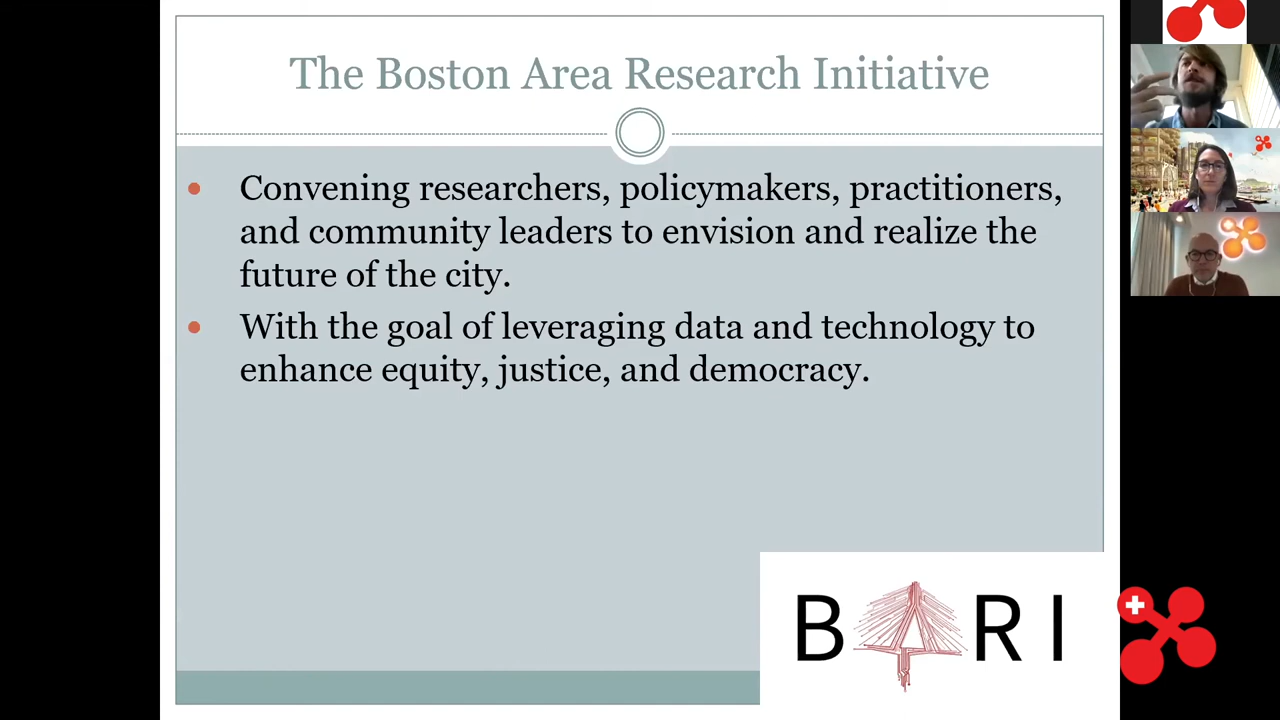 The Boston Area Research Initiative
• Convening researchers, policymakers, practitioners,
and community leaders to envision and realize the
future of the city.
• With the goal of leveraging data and technology to
enhance equity, justice, and democracy.
BARI